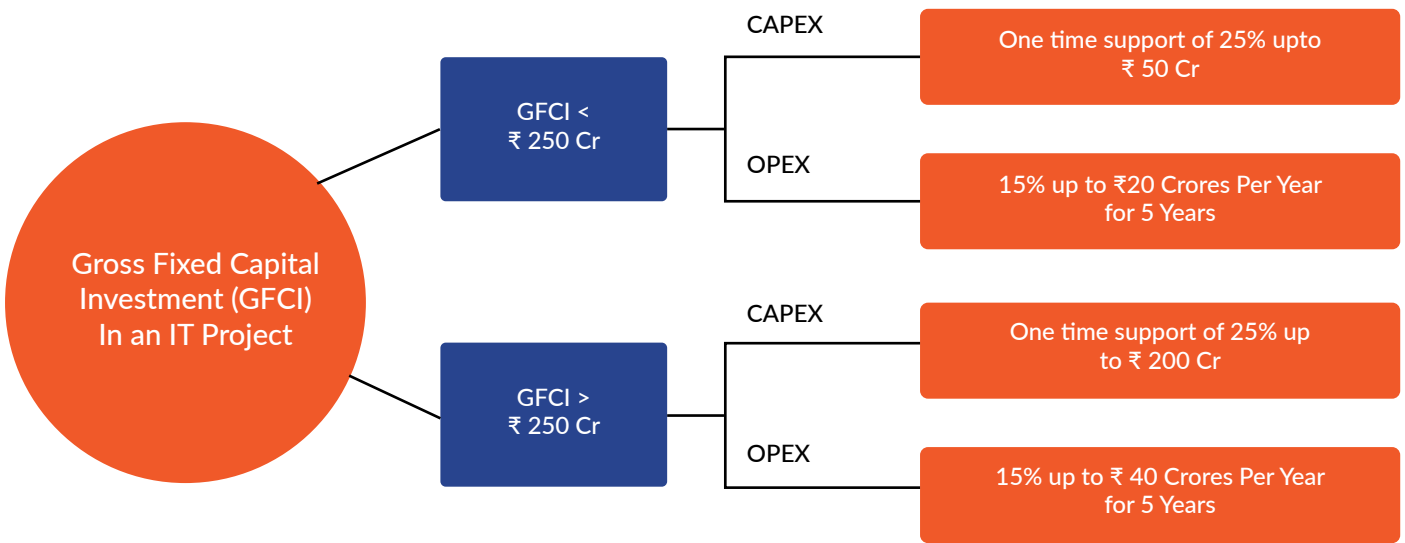 Gross Fixed Capital
Investment (GFCI)
In an IT Project
GFCI <
₹ 250 Cr
CAPEX
One time support of 25% upto
₹ 50 Cr
OPEX
15% up to ₹20 Crores Per Year
for 5 Years
GFCI >
₹ 250 Cr
CAPEX
One time support of 25% up
to ₹ 200 Cr
OPEX
15% up to ₹ 40 Crores Per Year
for 5 Years